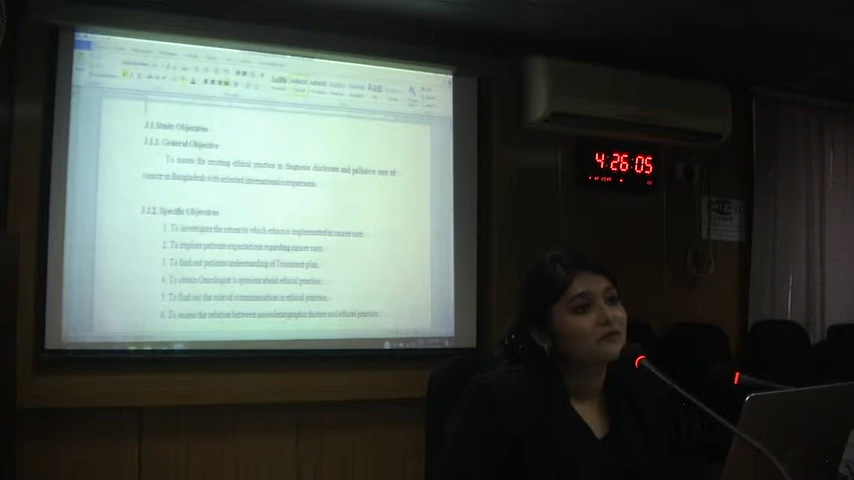 3.1 Study Objectives
3.1.1. General Objective
To assess the existing ethical practice in diagnosis disclosure and palliative care of
cancer in Bangladesh with selected international comparisons.
3.1.2. Specific Objectives
1. To investigate the extent to which ethics is implemented in cancer care.
2. To explore patients expectations regarding cancer care.
3. To find out patients understanding of Treatment plan.
4. To obtain Oncologist's opinion about ethical practice.
5. To find out the role of communication in ethical practice.
6. To assess the relation between sociodemographic factors and ethical practice.
4:26:05